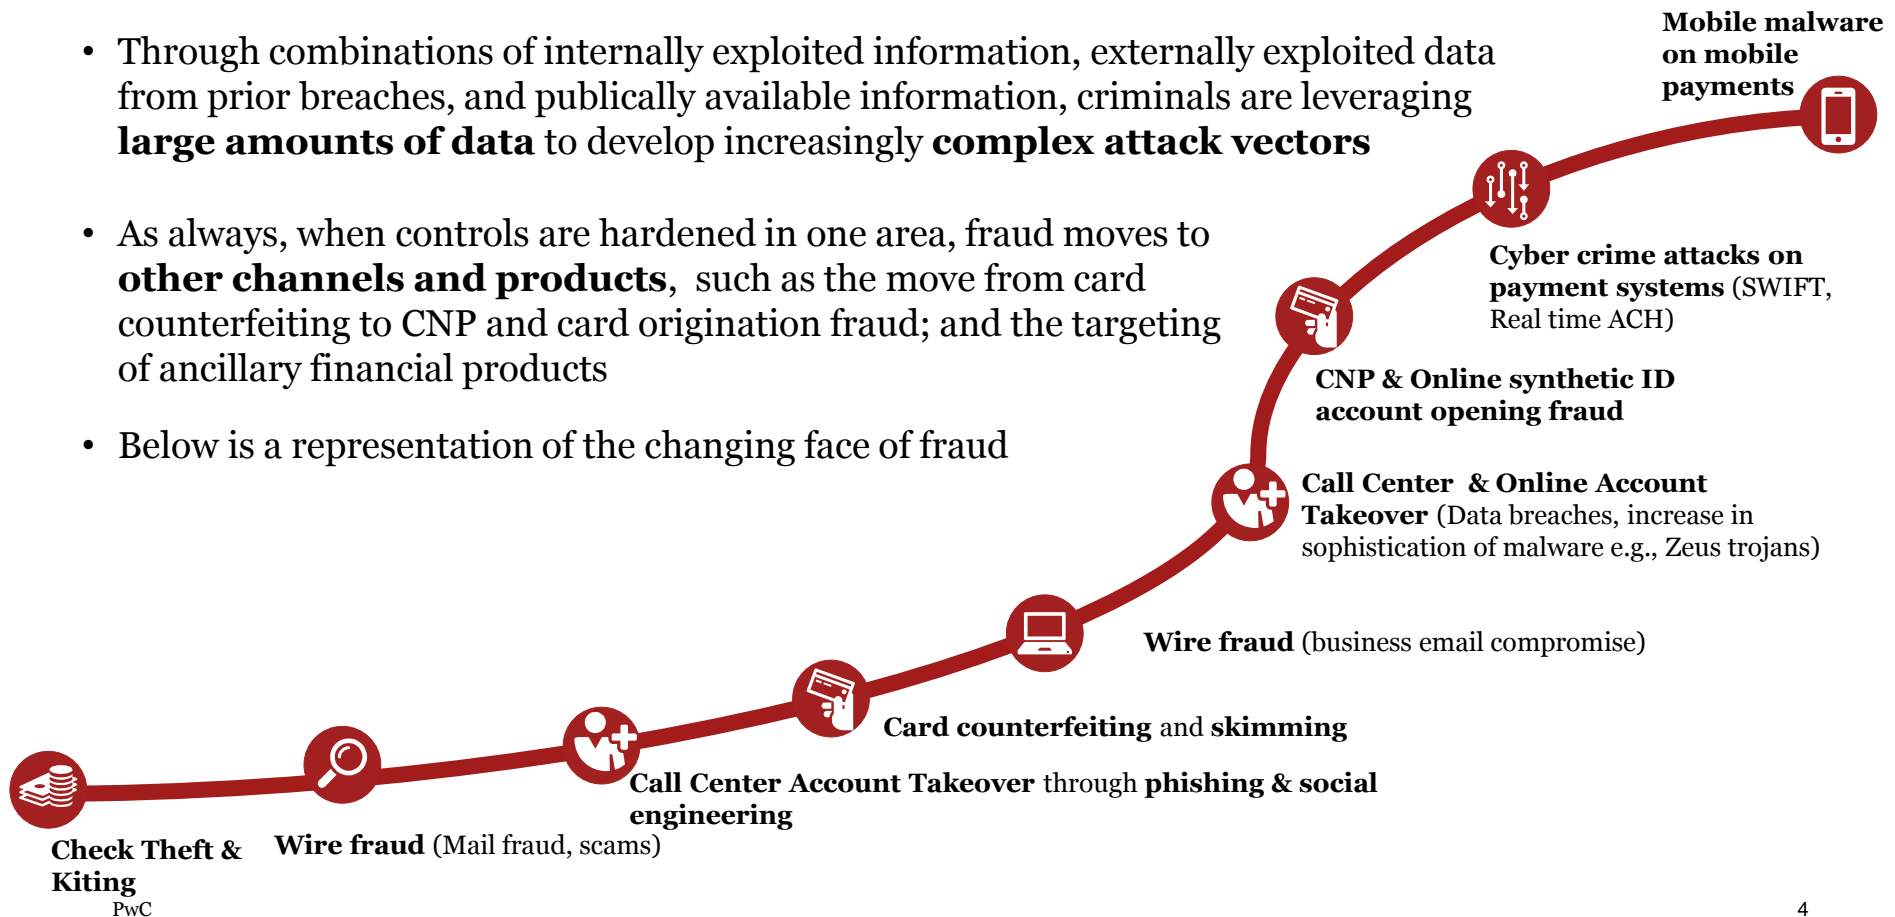 • Through combinations of internally exploited information, externally exploited data
from prior breaches, and publically available information, criminals are leveraging
large amounts of data to develop increasingly complex attack vectors
• As always, when controls are hardened in one area, fraud moves to
other channels and products, such as the move from card
counterfeiting to CNP and card origination fraud; and the targeting
of ancillary financial products
• Below is a representation of the changing face of fraud
Mobile malware
on mobile
payments
Cyber crime attacks on
payment systems (SWIFT,
Real time ACH)
CNP & Online synthetic ID
account opening fraud
Call Center & Online Account
Takeover (Data breaches, increase in
sophistication of malware e.g., Zeus trojans)
Wire fraud (business email compromise)
Card counterfeiting and skimming
Call Center Account Takeover through phishing & social
engineering
Wire fraud (Mail fraud, scams)
Check Theft &
Kiting
PwC
4